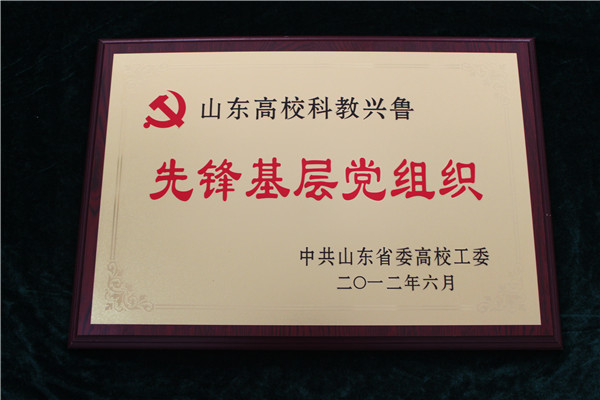 山东高校科教兴鲁
先锋基层党组织
中共山东省委高校工委
二〇一二年六月